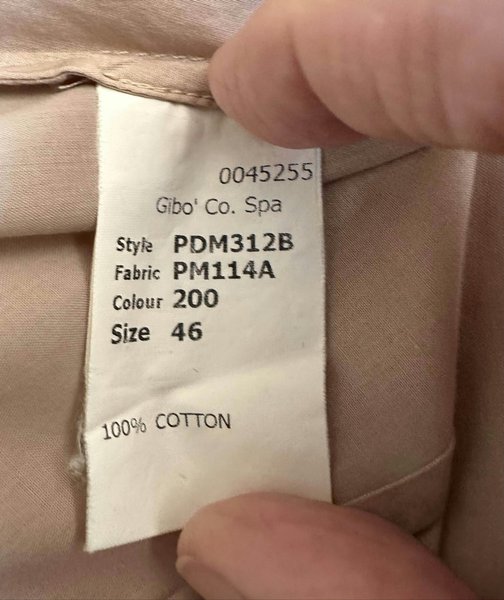 0045255
Gibo' Co. Spa
Style PDM312B
Fabric PM114A
Colour 200
Size 46
100% COTTON